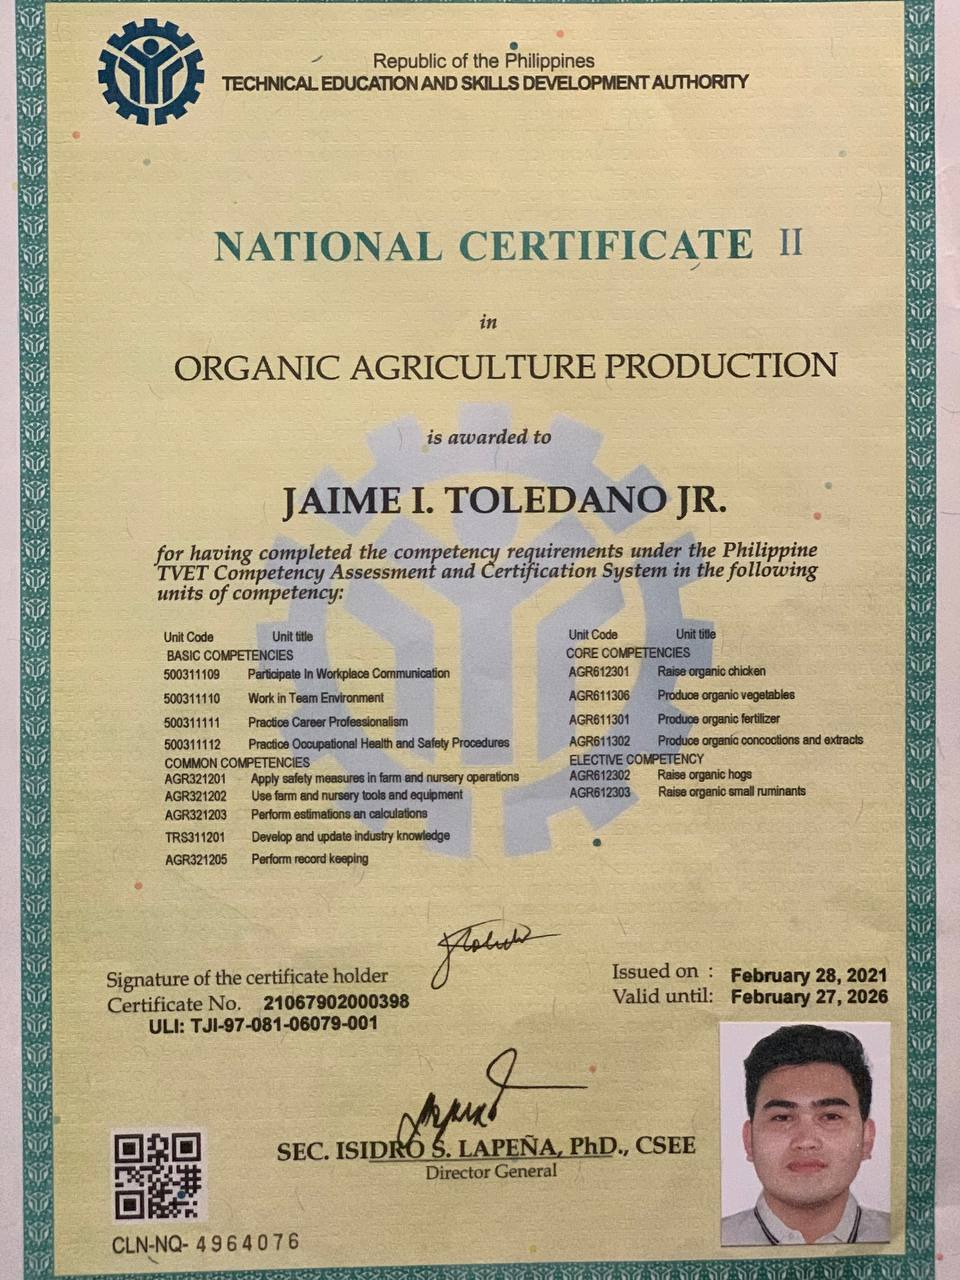 Republic of the Philippines
TECHNICAL EDUCATION AND SKILLS DEVELOPMENT AUTHORITY
NATIONAL CERTIFICATE II
in
ORGANIC AGRICULTURE PRODUCTION
is awarded to
JAIME I. TOLEDANO JR.
for having completed the competency requirements under the Philippine
TVET Competency Assessment and Certification System in the following
units of competency:
Unit Code Unit title
BASIC COMPETENCIES
500311109 Participate In Workplace Communication
500311110 Work in Team Environment
500311111 Practice Career Professionalism
500311112 Practice Occupational Health and Safety Procedures
COMMON COMPETENCIES
AGR321201 Apply safety measures in farm and nursery operations
AGR321202 Use farm and nursery tools and equipment
AGR321203 Perform estimations an calculations
TRS311201 Develop and update industry knowledge
AGR321205 Perform record keeping
Unit Code Unit title
CORE COMPETENCIES
AGR612301 Raise organic chicken
AGR611306 Produce organic vegetables
AGR611301 Produce organic fertilizer
AGR611302 Produce organic concoctions and extracts
ELECTIVE COMPETENCY
AGR612302 Raise organic hogs
AGR612303 Raise organic small ruminants
Signature of the certificate holder
Certificate No. 21067902000398
ULI: TJI-97-081-06079-001
Issued on : February 28, 2021
Valid until: February 27, 2026
SEC. ISIDRO S. LAPEÑA, PhD., CSEE
Director General
CLN-NQ- 4964076